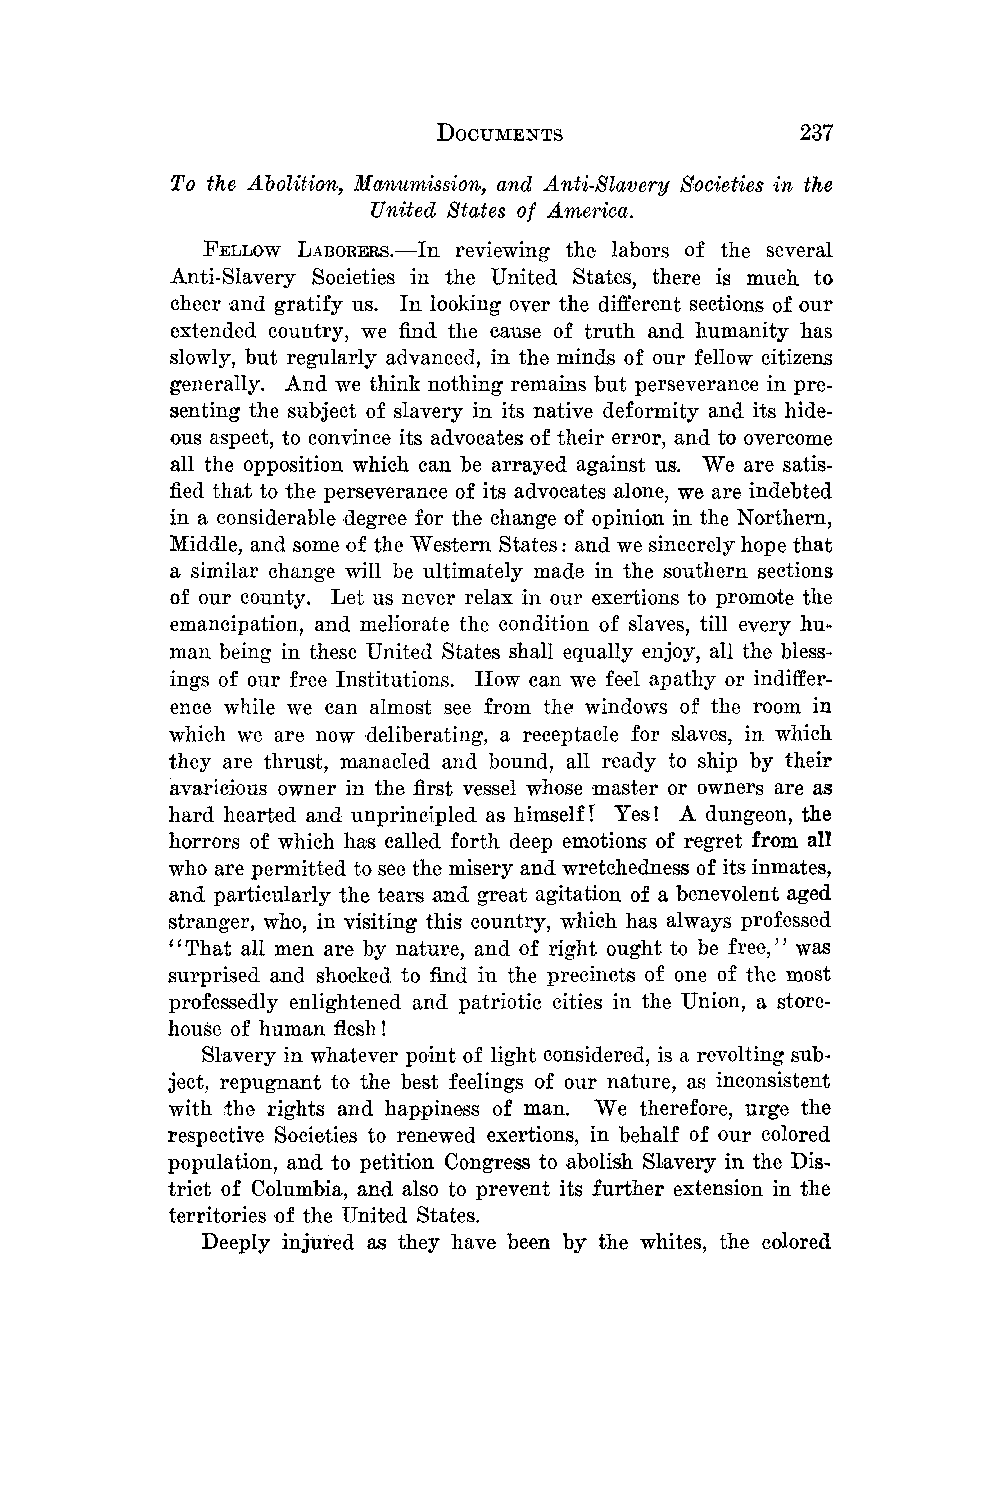 DOCUMENTS 237
To the Abolition, Manumission, and Anti-Slavery Societies in the
United States of America.
FELLOW LABORERS.—In reviewing the labors of the several
Anti-Slavery Societies in the United States, there is much to
cheer and gratify us. In looking over the different sections of our
extended country, we find the cause of truth and humanity has
slowly, but regularly advanced, in the minds of our fellow citizens
generally. And we think nothing remains but perseverance in pre-
senting the subject of slavery in its native deformity and its hide-
ous aspect, to convince its advocates of their error, and to overcome
all the opposition which can be arrayed against us. We are satis-
fied that to the perseverance of its advocates alone, we are indebted
in a considerable degree for the change of opinion in the Northern,
Middle, and some of the Western States: and we sincerely hope that
a similar change will be ultimately made in the southern sections
of our county. Let us never relax in our exertions to promote the
emancipation, and meliorate the condition of slaves, till every hu-
man being in these United States shall equally enjoy, all the bless-
ings of our free Institutions. How can we feel apathy or indiffer-
ence while we can almost see from the windows of the room in
which we are now deliberating, a receptacle for slaves, in which
they are thrust, manacled and bound, all ready to ship by their
avaricious owner in the first vessel whose master or owners are as
hard hearted and unprincipled as himself! Yes! A dungeon, the
horrors of which has called forth deep emotions of regret from all
who are permitted to see the misery and wretchedness of its inmates,
and particularly the tears and great agitation of a benevolent aged
stranger, who, in visiting this country, which has always professed
"That all men are by nature, and of right ought to be free," was
surprised and shocked to find in the precincts of one of the most
professedly enlightened and patriotic cities in the Union, a store-
house of human flesh!
Slavery in whatever point of light considered, is a revolting sub-
ject, repugnant to the best feelings of our nature, as inconsistent
with the rights and happiness of man. We therefore, urge the
respective Societies to renewed exertions, in behalf of our colored
population, and to petition Congress to abolish Slavery in the Dis-
trict of Columbia, and also to prevent its further extension in the
territories of the United States.
Deeply injured as they have been by the whites, the colored